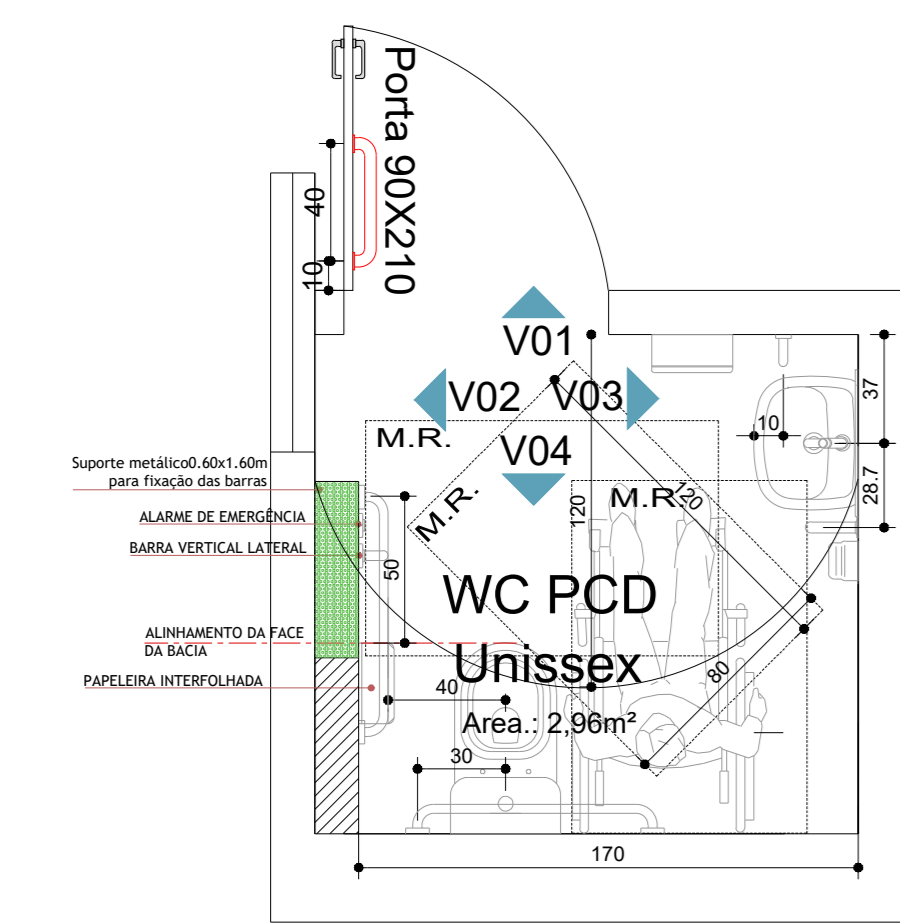 Porta 90X210
40
10
V01
V02
V03
V04
M.R.
M.R.
M.R.
120
120
37
10
28.7
Suporte metálico0.60x1.60m
para fixação das barras
ALARME DE EMERGÊNCIA
BARRA VERTICAL LATERAL
50
WC PCD
Unissex
Area.: 2,96m²
ALINHAMENTO DA FACE
DA BACIA
PAPELEIRA INTERFOLHADA
40
80
30
170